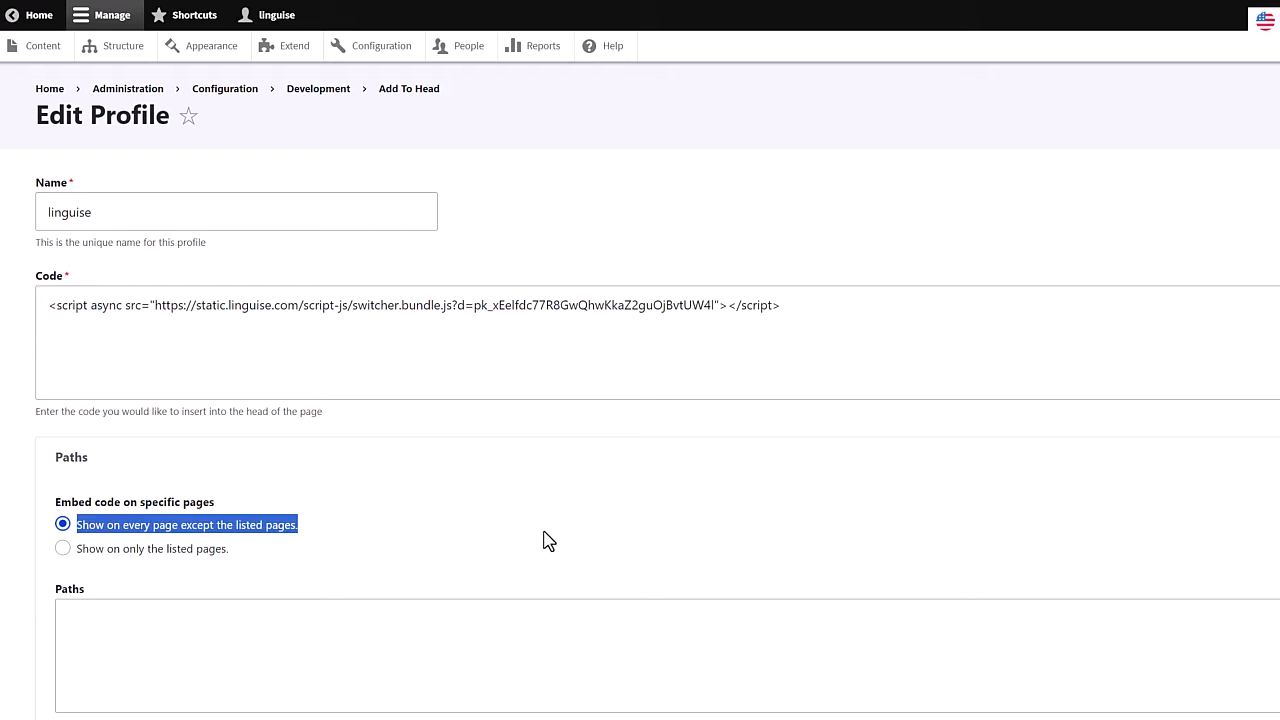 Home Manage Shortcuts linguise
Content Structure Appearance Extend Configuration People Reports Help
Home › Administration › Configuration › Development › Add To Head
Edit Profile
Name*
linguise
This is the unique name for this profile
Code*
<script async src="https://static.linguise.com/script-js/switcher.bundle.js?d=pk_xEelfdc77R8GwQhwKkaZ2guOjBvtUW4l"></script>
Enter the code you would like to insert into the head of the page
Paths
Embed code on specific pages
Show on every page except the listed pages.
Show on only the listed pages.
Paths